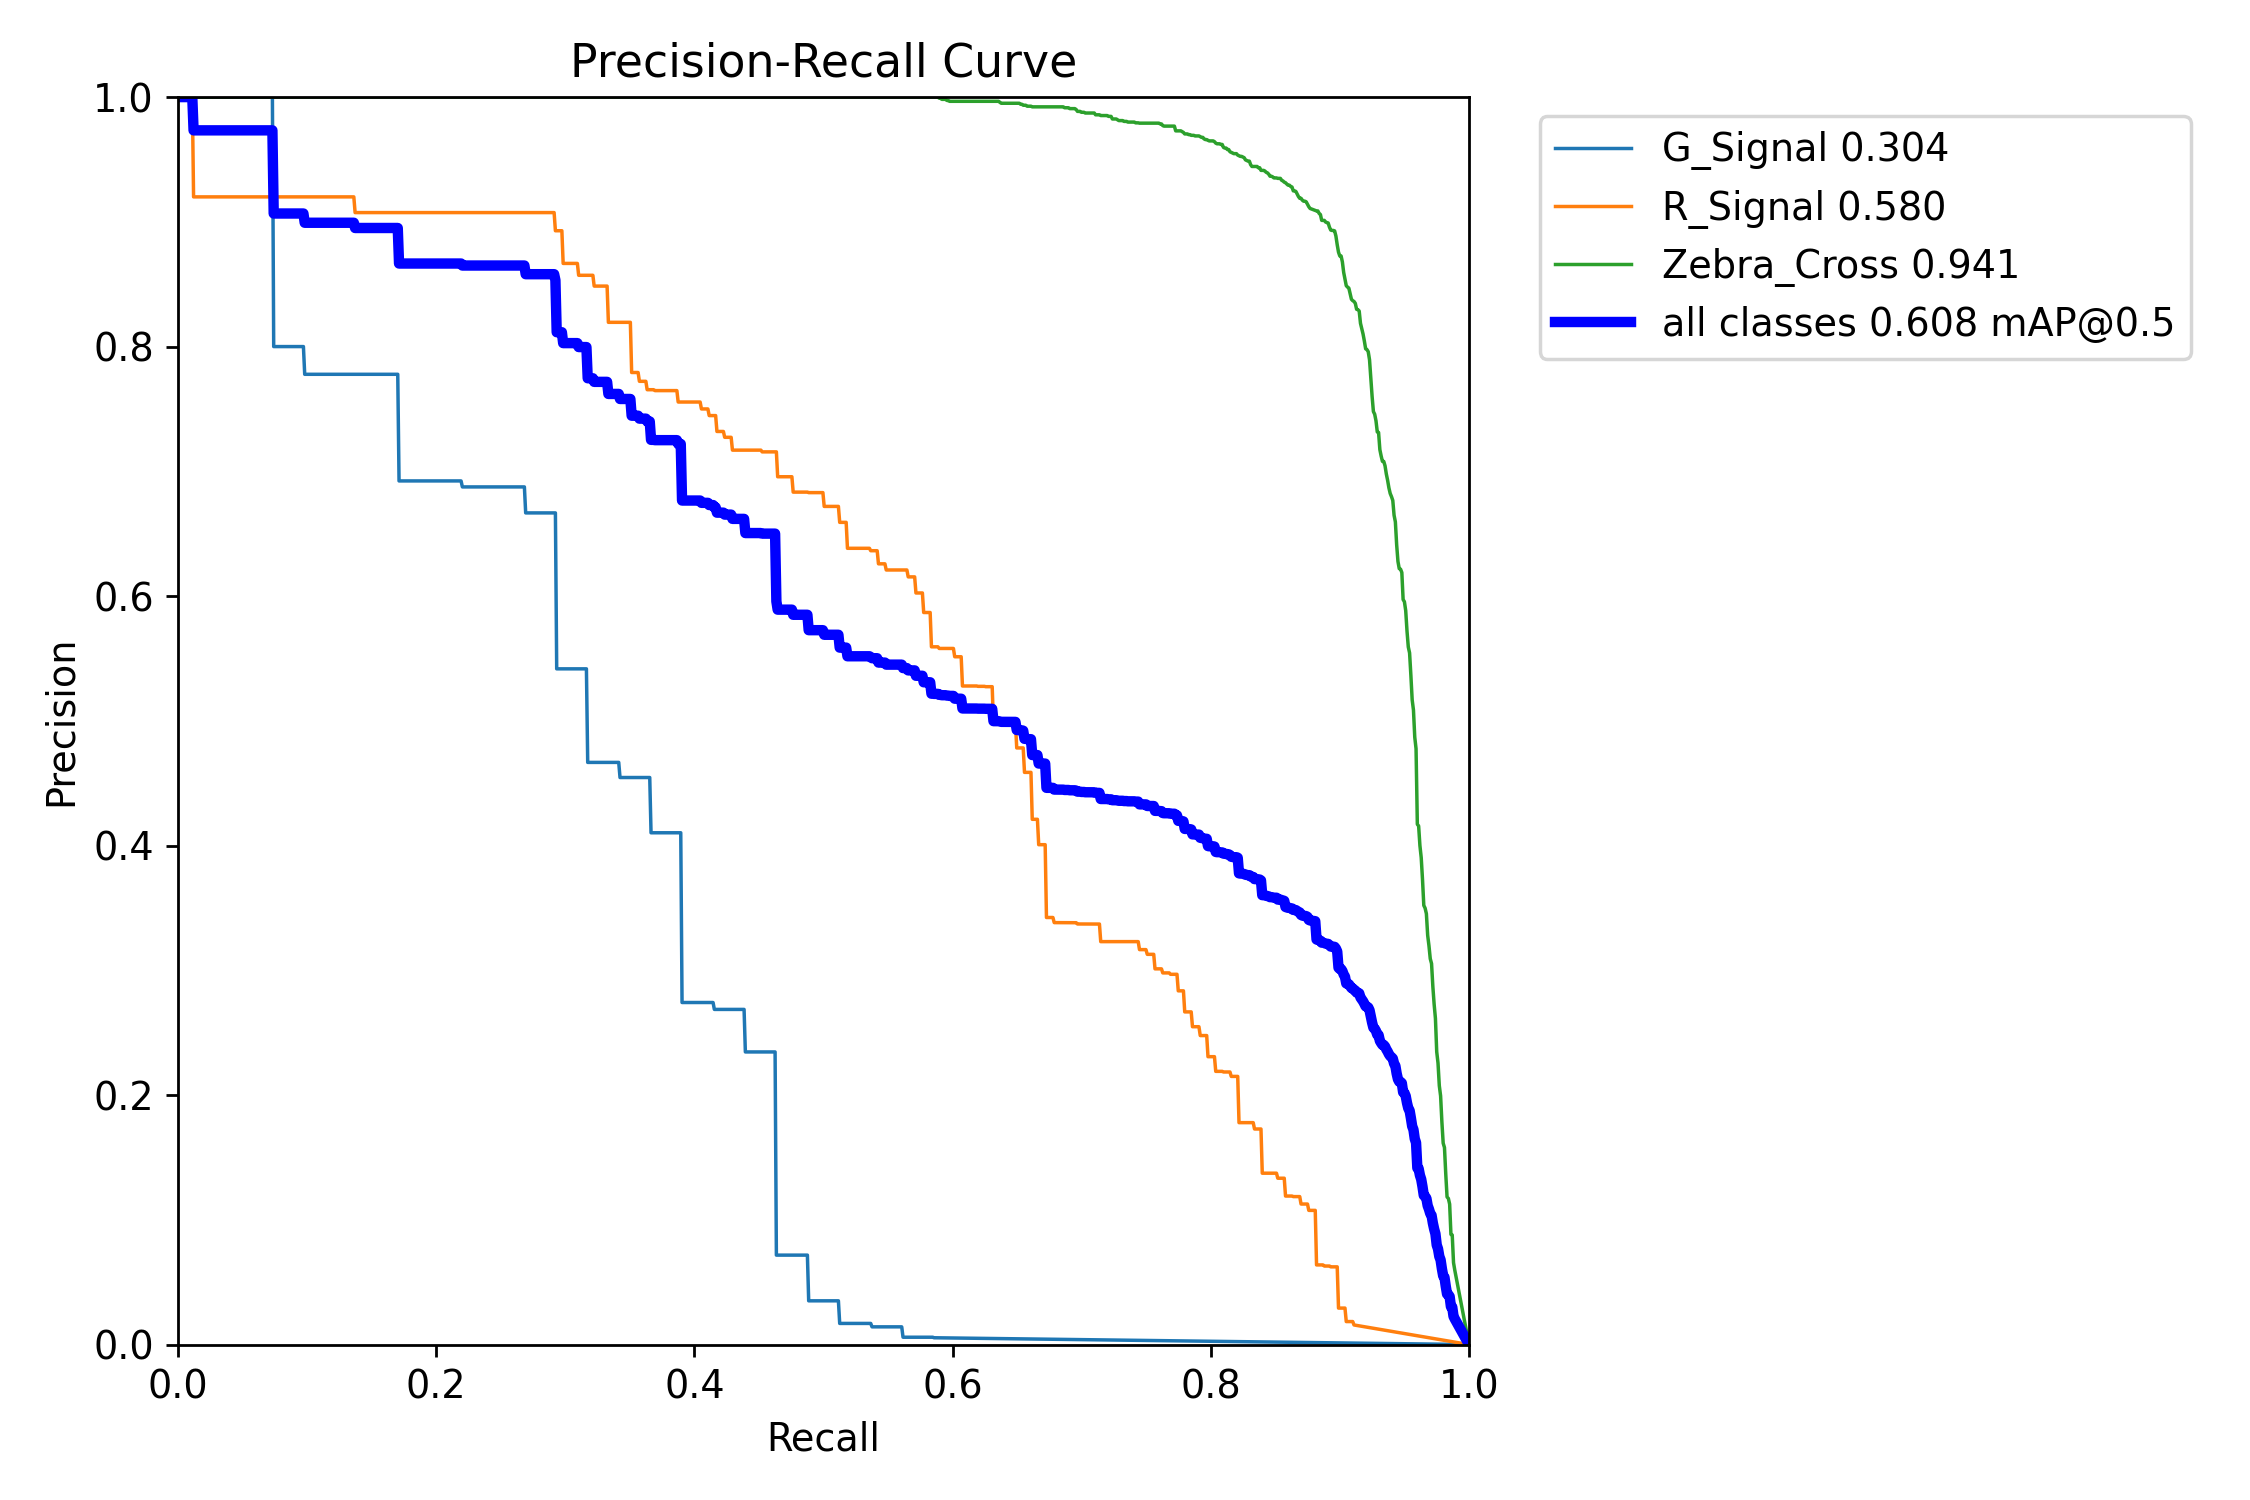 Precision-Recall Curve
1.0
0.8
0.6
0.4
0.2
0.0
Precision
0.0 0.2 0.4 0.6 0.8 1.0
Recall
G_Signal 0.304
R_Signal 0.580
Zebra_Cross 0.941
all classes 0.608 mAP@0.5